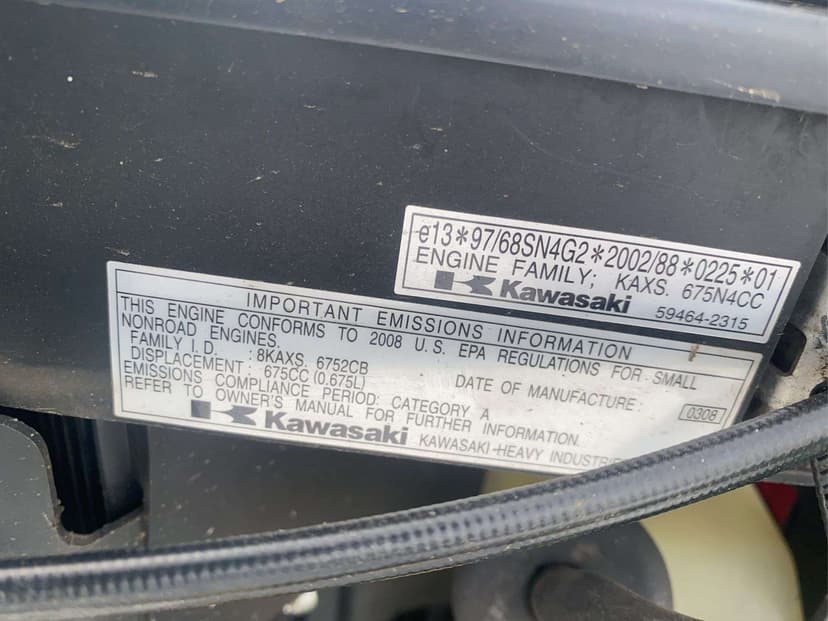 e13*97/68SN4G2*2002/88*0225*01
ENGINE FAMILY; KAXS. 675N4CC
Kawasaki 59464-2315
IMPORTANT EMISSIONS INFORMATION
THIS ENGINE CONFORMS TO 2008 U.S. EPA REGULATIONS FOR SMALL
NONROAD ENGINES.
FAMILY I.D. : 8KAXS. 6752CB
DISPLACEMENT : 675CC (0.675L) DATE OF MANUFACTURE : 0308
EMISSIONS COMPLIANCE PERIOD: CATEGORY A
REFER TO OWNER'S MANUAL FOR FURTHER INFORMATION.
Kawasaki KAWASAKI-HEAVY